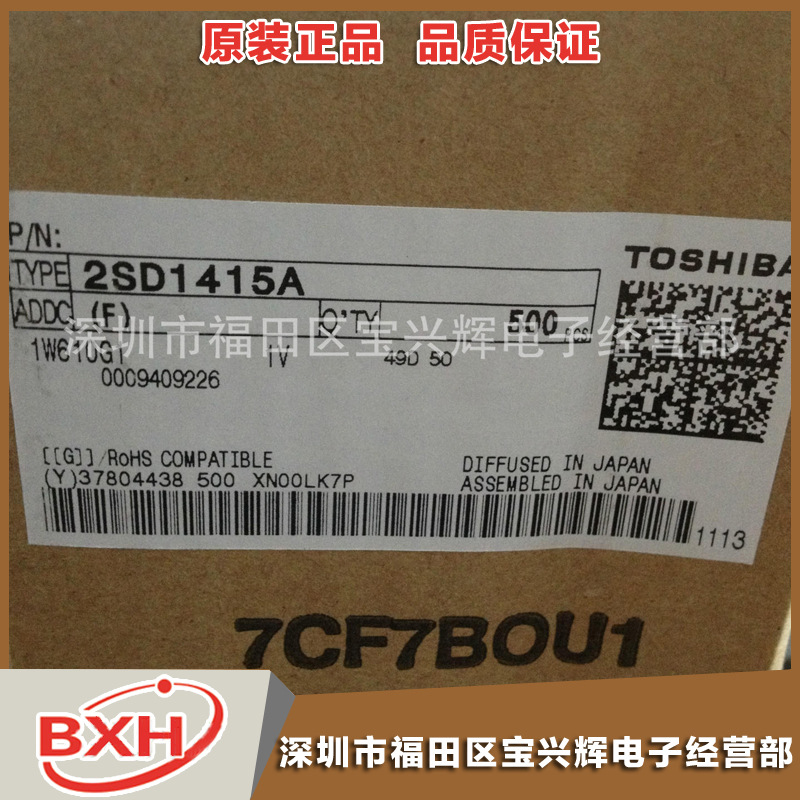 原装正品 品质保证
P/N:
TOSHIBA
TYPE 2SD1415A
ADDC (F) Q'TY 500 PCS
深圳市福田区宝兴辉电子经营部
1W610G1 IV 49D 50
0009409226
[[G]]/RoHS COMPATIBLE
DIFFUSED IN JAPAN
(Y)37804438 500 XN00LK7P
ASSEMBLED IN JAPAN
1113
7CF7BOU1
BXH
深圳市福田区宝兴辉电子经营部